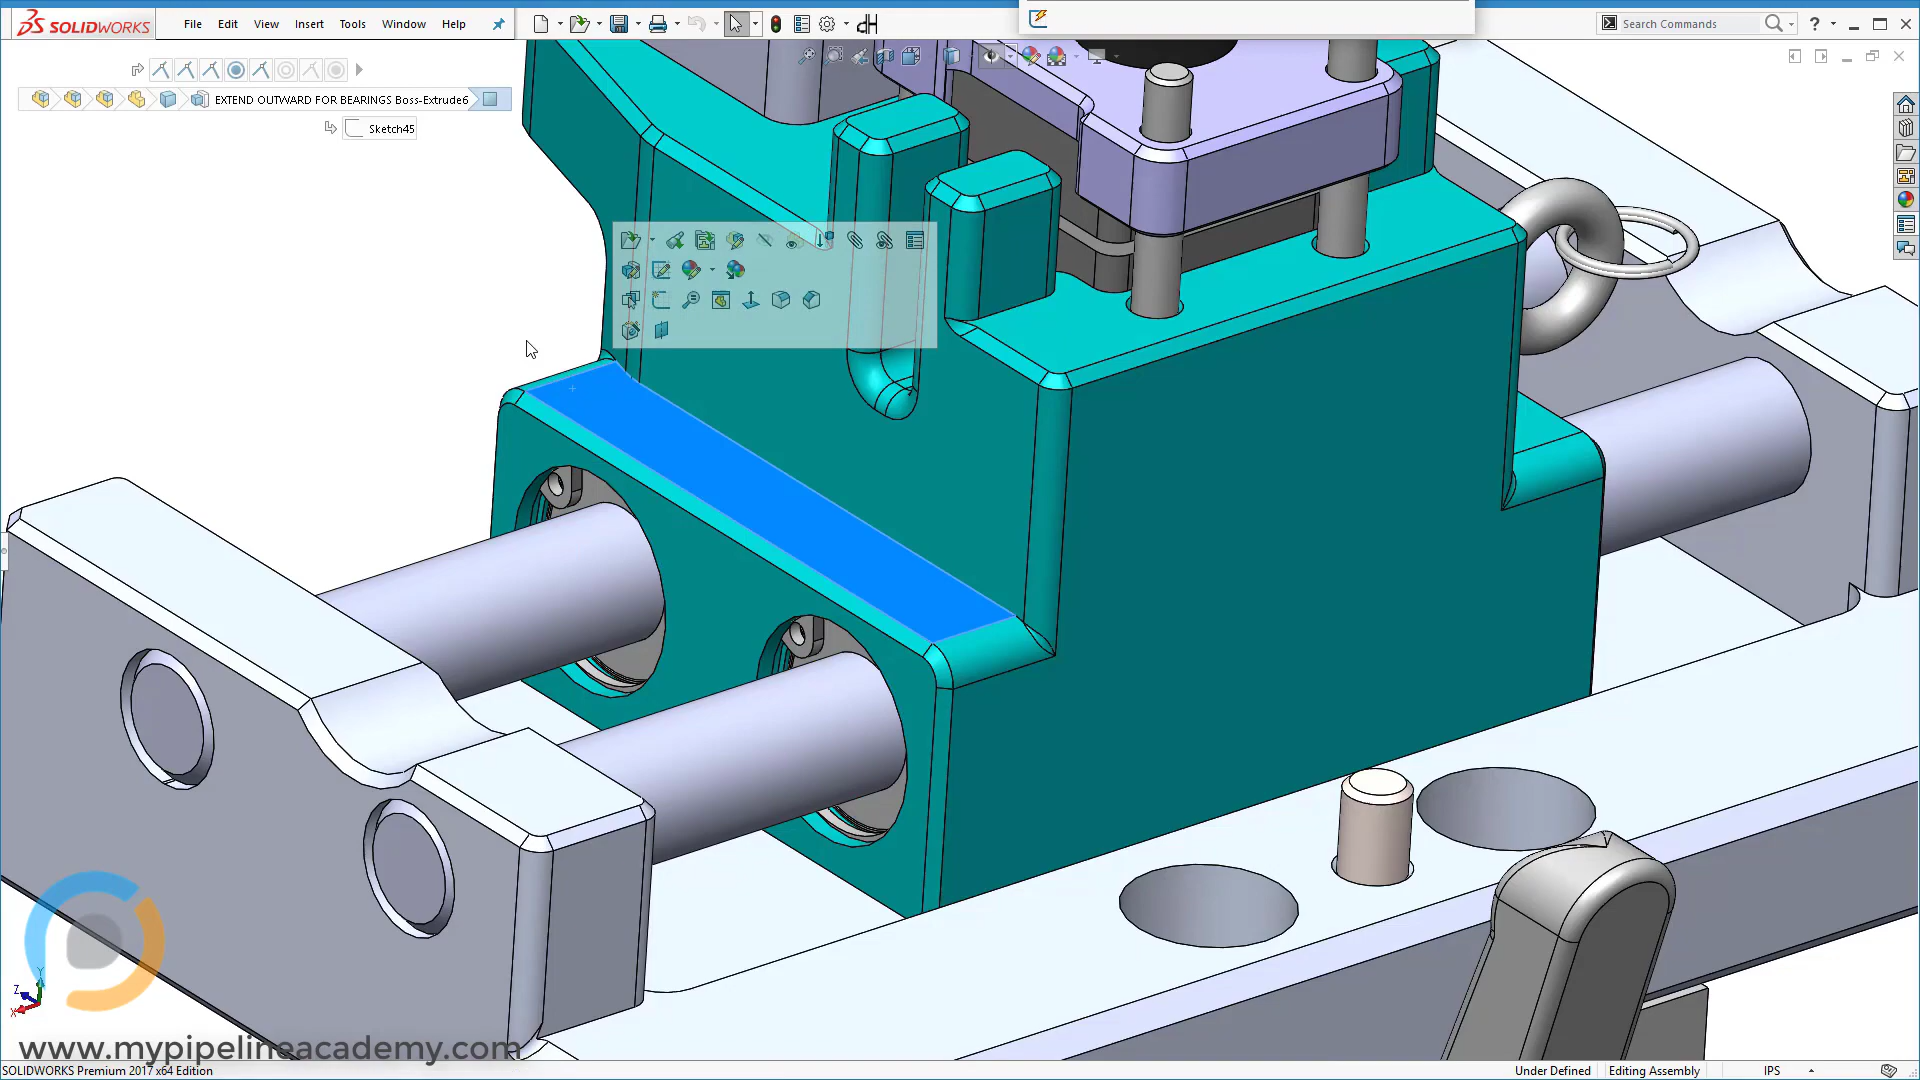 SOLIDWORKS File Edit View Insert Tools Window Help Search Commands ?
EXTEND OUTWARD FOR BEARINGS Boss-Extrude6
Sketch45
Y
Z
X
www.mypipelineacademy.com
SOLIDWORKS Premium 2017 x64 Edition Under Defined Editing Assembly IPS